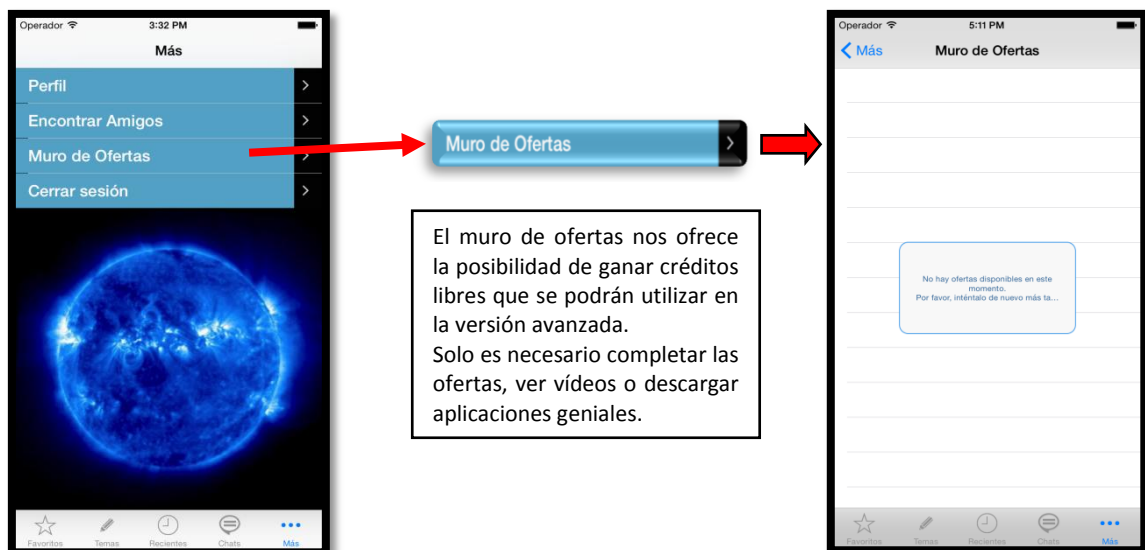 Operador 3:32 PM
Más
Perfil
Encontrar Amigos
Muro de Ofertas
Cerrar sesión
Favoritos Temas Recientes Chats Más
Muro de Ofertas
El muro de ofertas nos ofrece
la posibilidad de ganar créditos
libres que se podrán utilizar en
la versión avanzada.
Solo es necesario completar las
ofertas, ver vídeos o descargar
aplicaciones geniales.
Operador 5:11 PM
Más Muro de Ofertas
No hay ofertas disponibles en este
momento.
Por favor, inténtalo de nuevo más ta...
Favoritos Temas Recientes Chats Más